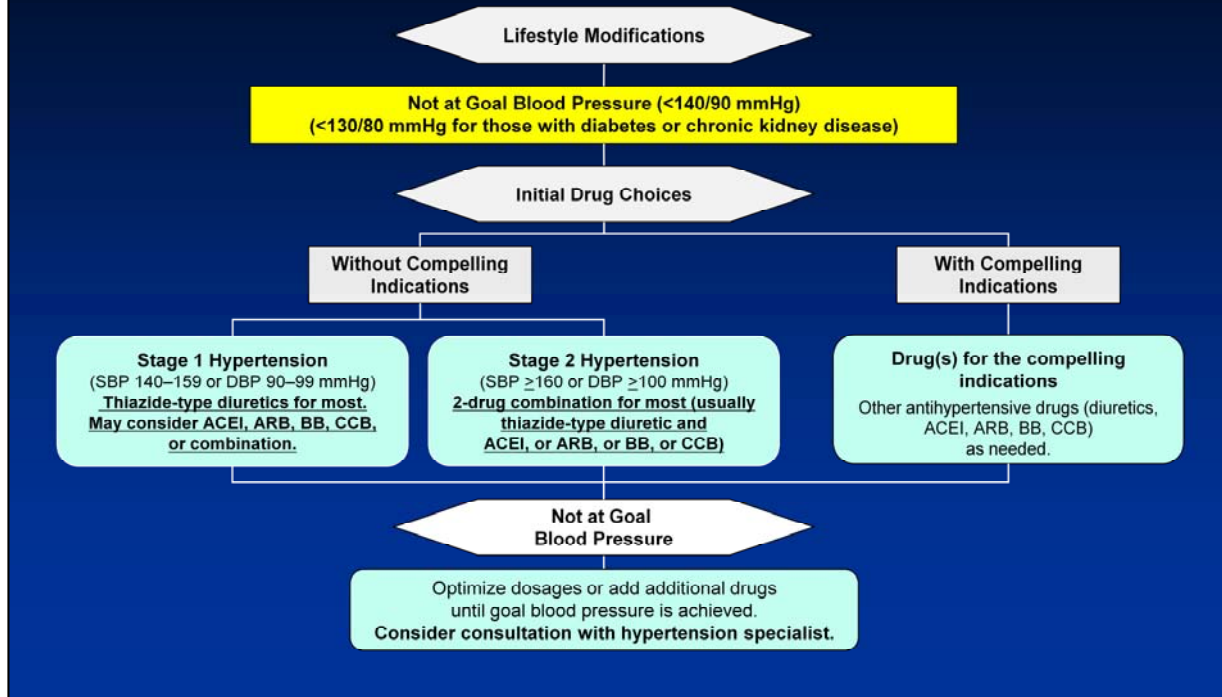 Lifestyle Modifications
Not at Goal Blood Pressure (<140/90 mmHg)
(<130/80 mmHg for those with diabetes or chronic kidney disease)
Initial Drug Choices
Without Compelling
Indications
With Compelling
Indications
Stage 1 Hypertension
(SBP 140–159 or DBP 90–99 mmHg)
Thiazide-type diuretics for most.
May consider ACEI, ARB, BB, CCB,
or combination.
Stage 2 Hypertension
(SBP ≥160 or DBP ≥100 mmHg)
2-drug combination for most (usually
thiazide-type diuretic and
ACEI, or ARB, or BB, or CCB)
Drug(s) for the compelling
indications
Other antihypertensive drugs (diuretics,
ACEI, ARB, BB, CCB)
as needed.
Not at Goal
Blood Pressure
Optimize dosages or add additional drugs
until goal blood pressure is achieved.
Consider consultation with hypertension specialist.